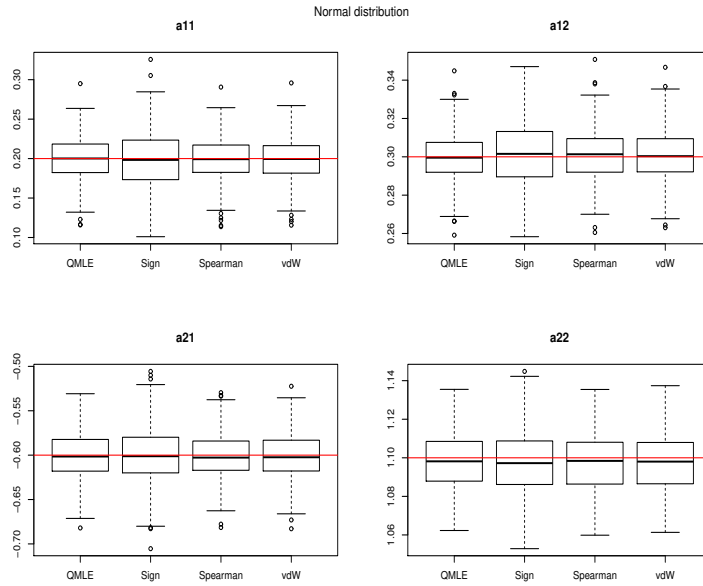 Normal distribution
a11
a12
0.30
0.25
0.20
0.15
0.10
QMLE Sign Spearman vdW
0.34
0.32
0.30
0.28
0.26
QMLE Sign Spearman vdW
a21
a22
−0.50
−0.55
−0.60
−0.65
−0.70
QMLE Sign Spearman vdW
1.14
1.12
1.10
1.08
1.06
QMLE Sign Spearman vdW